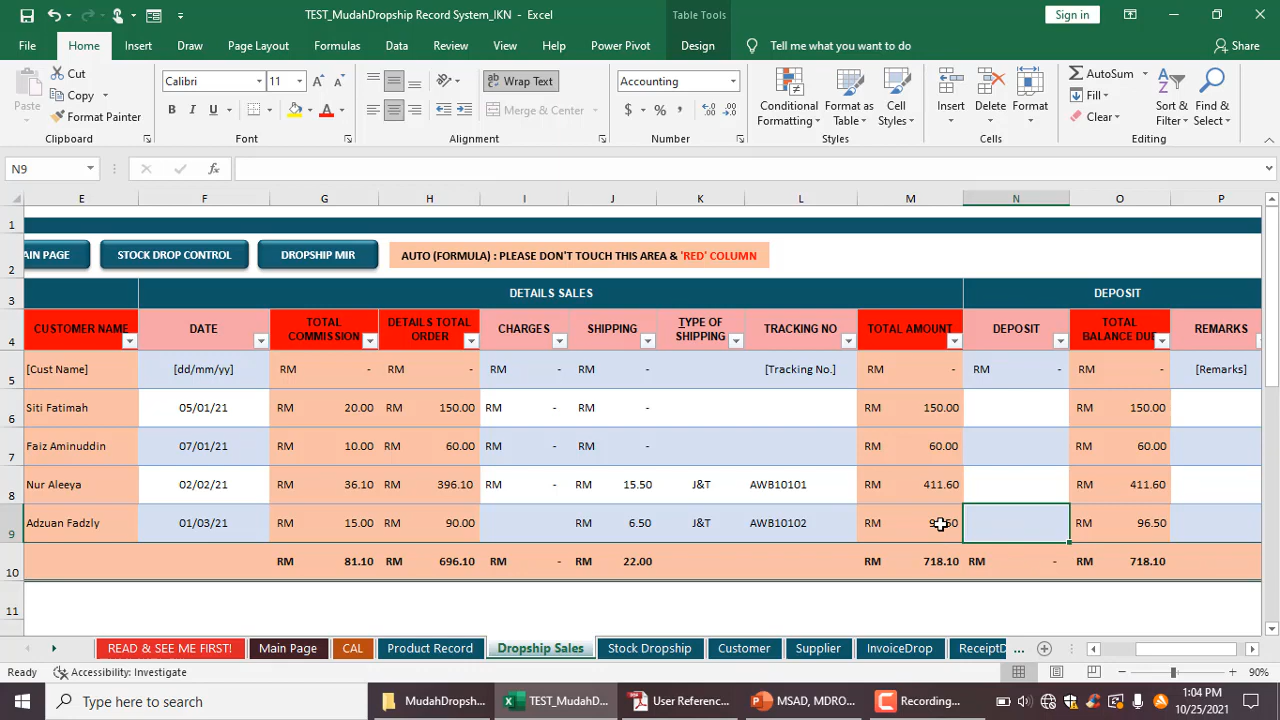 TEST_MudahDropship Record System_IKN - Excel
Table Tools
Sign in
File Home Insert Draw Page Layout Formulas Data Review View Help Power Pivot Design Tell me what you want to do Share
Paste
Cut
Copy
Format Painter
Clipboard
Calibri 11
B I U
Font
Wrap Text
Merge & Center
Alignment
Accounting
$ %
Number
Conditional Formatting
Format as Table
Cell Styles
Styles
Insert Delete Format
Cells
AutoSum
Fill
Clear
Sort & Filter
Find & Select
Editing
N9 fx
E F G H I J K L M N O P
1
2 AIN PAGE STOCK DROP CONTROL DROPSHIP MIR AUTO (FORMULA) : PLEASE DON'T TOUCH THIS AREA & 'RED' COLUMN
3 DETAILS SALES DEPOSIT
4 CUSTOMER NAME DATE TOTAL COMMISSION DETAILS TOTAL ORDER CHARGES SHIPPING TYPE OF SHIPPING TRACKING NO TOTAL AMOUNT DEPOSIT TOTAL BALANCE DUE REMARKS
5 [Cust Name] [dd/mm/yy] RM - RM - RM - RM - [Tracking No.] RM - RM - RM - [Remarks]
6 Siti Fatimah 05/01/21 RM 20.00 RM 150.00 RM - RM - RM 150.00 RM 150.00
7 Faiz Aminuddin 07/01/21 RM 10.00 RM 60.00 RM - RM - RM 60.00 RM 60.00
8 Nur Aleeya 02/02/21 RM 36.10 RM 396.10 RM - RM 15.50 J&T AWB10101 RM 411.60 RM 411.60
9 Adzuan Fadzly 01/03/21 RM 15.00 RM 90.00 RM 6.50 J&T AWB10102 RM RM 96.50
10 RM 81.10 RM 696.10 RM - RM 22.00 RM 718.10 RM - RM 718.10
11
READ & SEE ME FIRST! Main Page CAL Product Record Dropship Sales Stock Dropship Customer Supplier InvoiceDrop ReceiptD ...
Ready Accessibility: Investigate 90%
Type here to search MudahDropsh... TEST_MudahD... User Referenc... MSAD, MDRO... Recording... 1:04 PM
10/25/2021